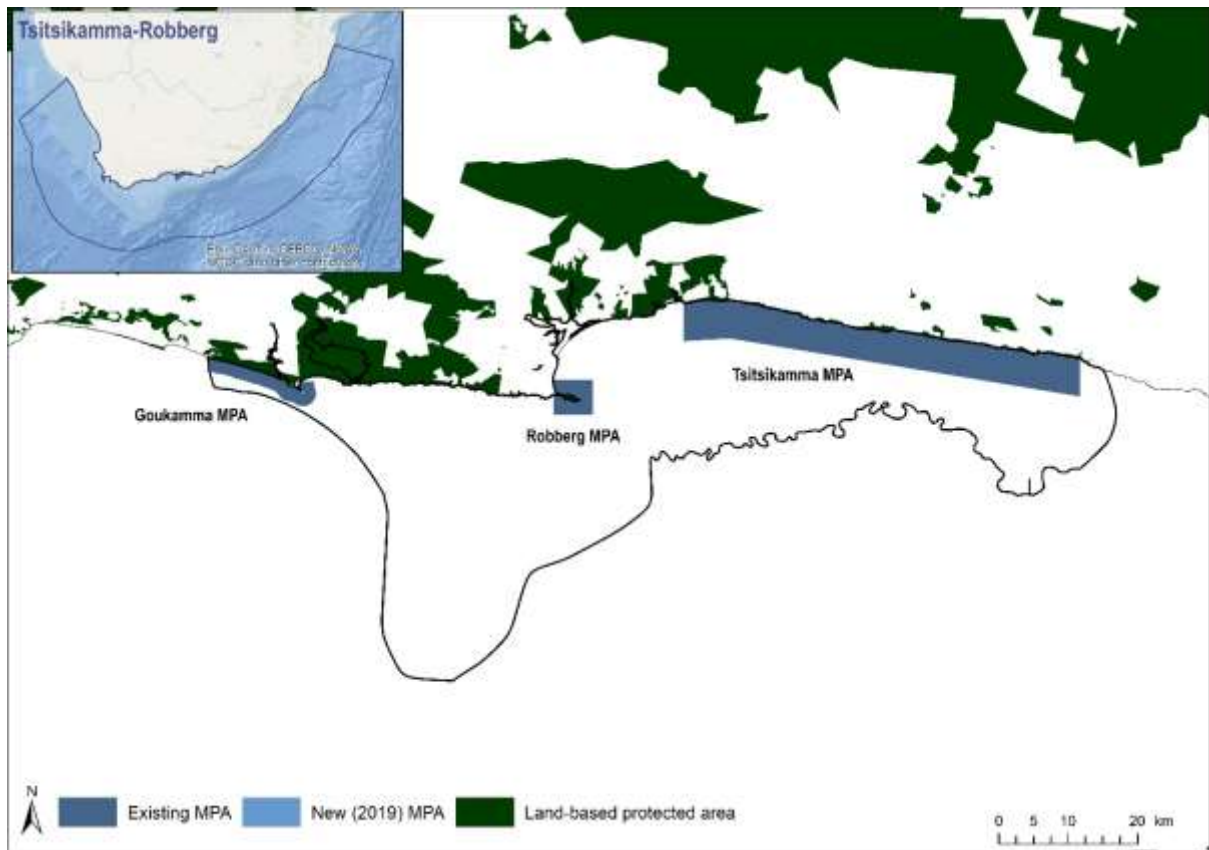 Tsitsikamma-Robberg
Goukamma MPA
Robberg MPA
Tsitsikamma MPA
N
Existing MPA
New (2019) MPA
Land-based protected area
0 5 10 20 km